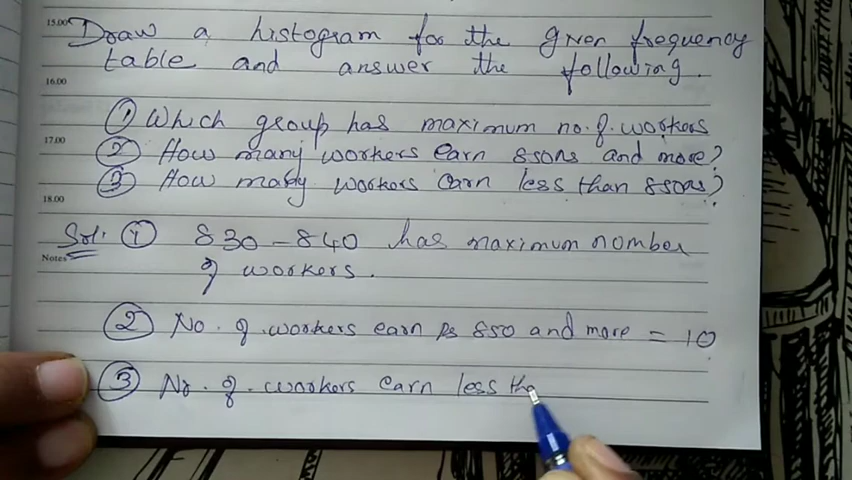 15.00
Draw a histogram for the given frequency
table and answer the following.
16.00
① Which group has maximum no. of. workers
17.00
② How many workers earn 850rs and more?
③ How many workers earn less than 850rs?
18.00
Sol: ① 830 - 840 has maximum number
Notes
of workers.
② No. of. workers earn Rs 850 and more = 10
③ No. of. workers earn less tha